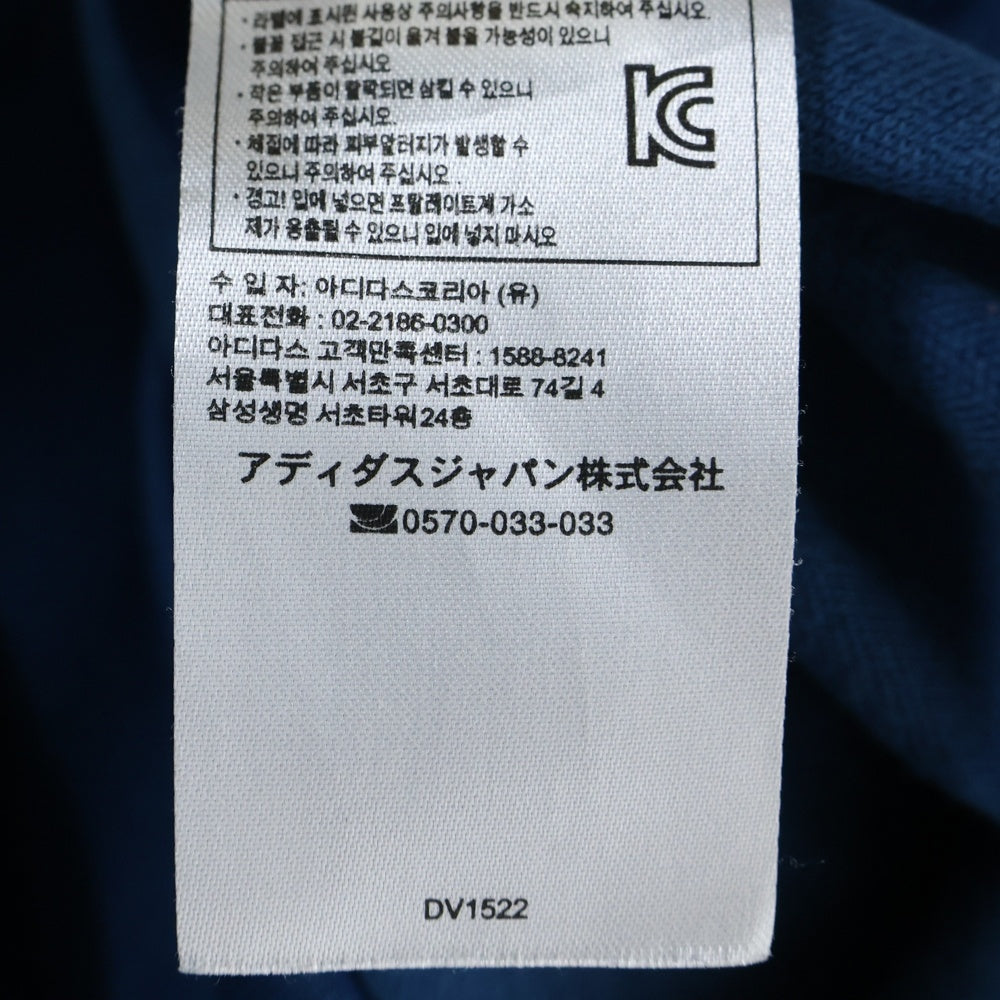 · 라벨에 표시된 사용상 주의사항을 반드시 숙지하여 주십시오.
· 불꽃 접근 시 불길이 옮겨 붙을 가능성이 있으니
주의하여 주십시오
· 작은 부품이 탈락되면 삼킬 수 있으니
주의하여 주십시오.
· 체질에 따라 피부알러지가 발생할 수
있으니 주의하여 주십시오 .
· 경고! 입에 넣으면 프탈레이트계 가소
제가 용출될 수 있으니 입에 넣지 마시오
KC
수 입 자: 아디다스코리아 (유)
대표전화 : 02-2186-0300
아디다스 고객만족센터 : 1588-8241
서울특별시 서초구 서초대로 74길 4
삼성생명 서초타워24층
アディダスジャパン株式会社
0570-033-033
DV1522